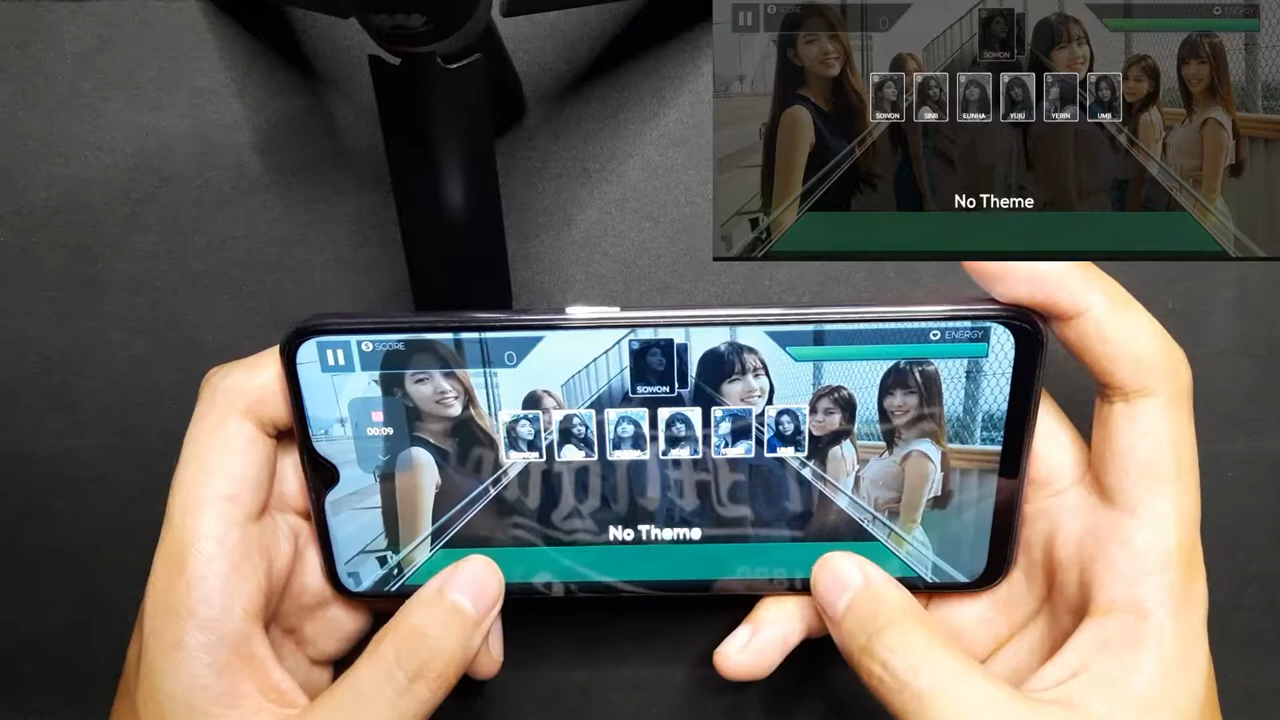 SCORE
0
SOWON
ENERGY
SOWON
SINB
EUNHA
YUJU
YERIN
UMJI
No Theme
SCORE
0
SOWON
ENERGY
00:09
No Theme